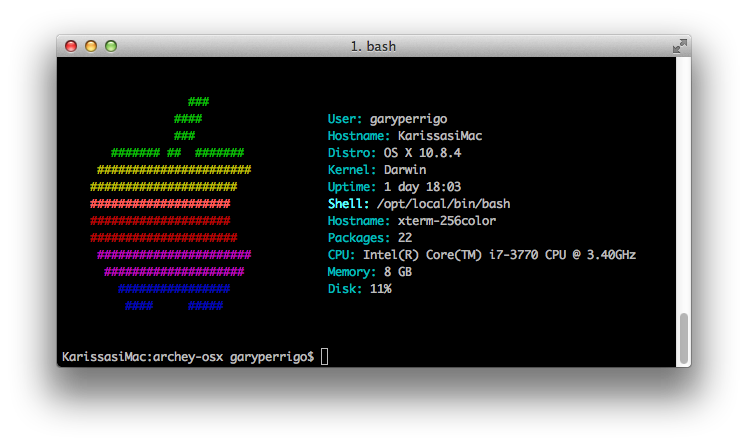 1. bash
###
####
###
####### ## #######
######################
#####################
####################
####################
#####################
######################
####################
################
#### #####
User: garyperrigo
Hostname: KarissasiMac
Distro: OS X 10.8.4
Kernel: Darwin
Uptime: 1 day 18:03
Shell: /opt/local/bin/bash
Hostname: xterm-256color
Packages: 22
CPU: Intel(R) Core(TM) i7-3770 CPU @ 3.40GHz
Memory: 8 GB
Disk: 11%
KarissasiMac:archey-osx garyperrigo$